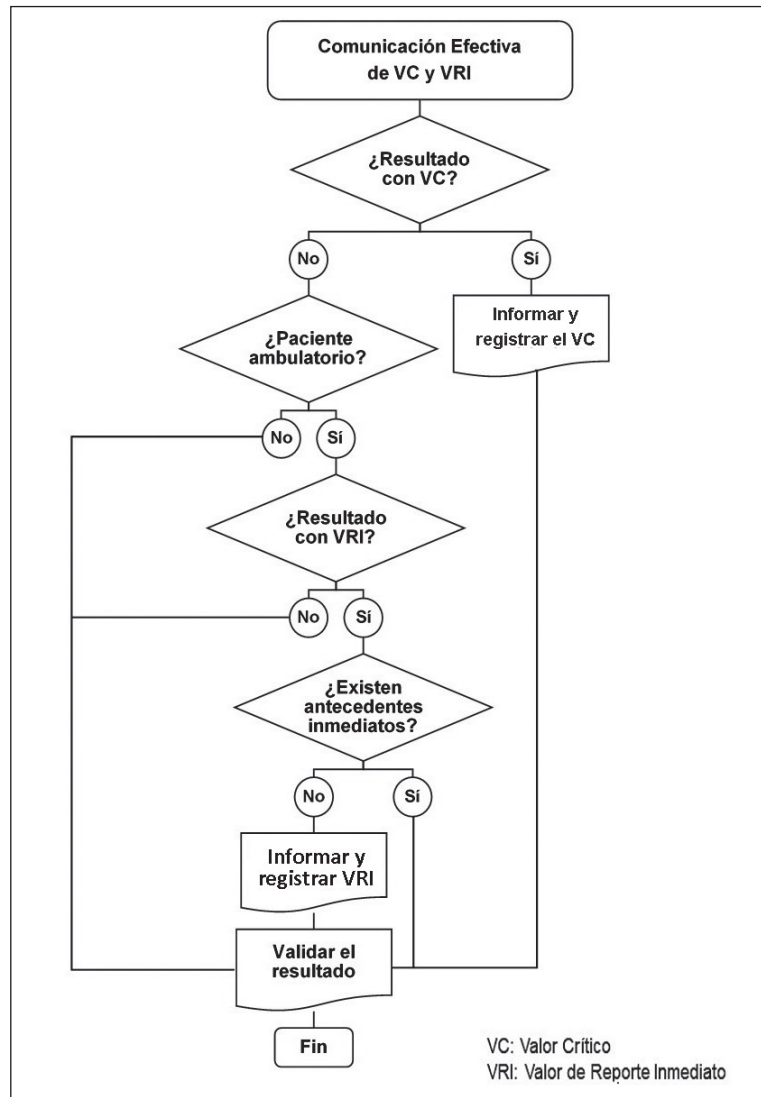 Comunicación Efectiva
de VC y VRI
¿Resultado
con VC?
No
Sí
Informar y
registrar el VC
¿Paciente
ambulatorio?
No
Sí
¿Resultado
con VRI?
No
Sí
¿Existen
antecedentes
inmediatos?
No
Sí
Informar y
registrar VRI
Validar el
resultado
Fin
VC: Valor Crítico
VRI: Valor de Reporte Inmediato